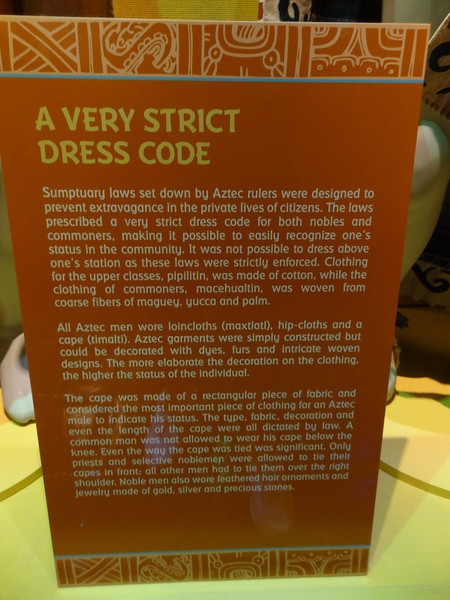 A VERY STRICT
DRESS CODE
Sumptuary laws set down by Aztec rulers were designed to
prevent extravagance in the private lives of citizens. The laws
prescribed a very strict dress code for both nobles and
commoners, making it possible to easily recognize one's
status in the community. It was not possible to dress above
one's station as these laws were strictly enforced. Clothing
for the upper classes, pipilitin, was made of cotton, while the
clothing of commoners, macehualtin, was woven from
coarse fibers of maguey, yucca and palm.
All Aztec men wore loincloths (maxtlatl), hip-cloths and a
cape (timalti). Aztec garments were simply constructed but
could be decorated with dyes, furs and intricate woven
designs. The more elaborate the decoration on the clothing,
the higher the status of the individual.
The cape was made of a rectangular piece of fabric and
considered the most important piece of clothing for an Aztec
male to indicate his status. The type, fabric, decoration and
even the length of the cape were all dictated by law. A
common man was not allowed to wear his cape below the
knee. Even the way the cape was tied was significant. Only
priests and selective noblemen were allowed to tie their
capes in front; all other men had to tie them over the right
shoulder. Noble men also wore feathered hair ornaments and
jewelry made of gold, silver and precious stones.